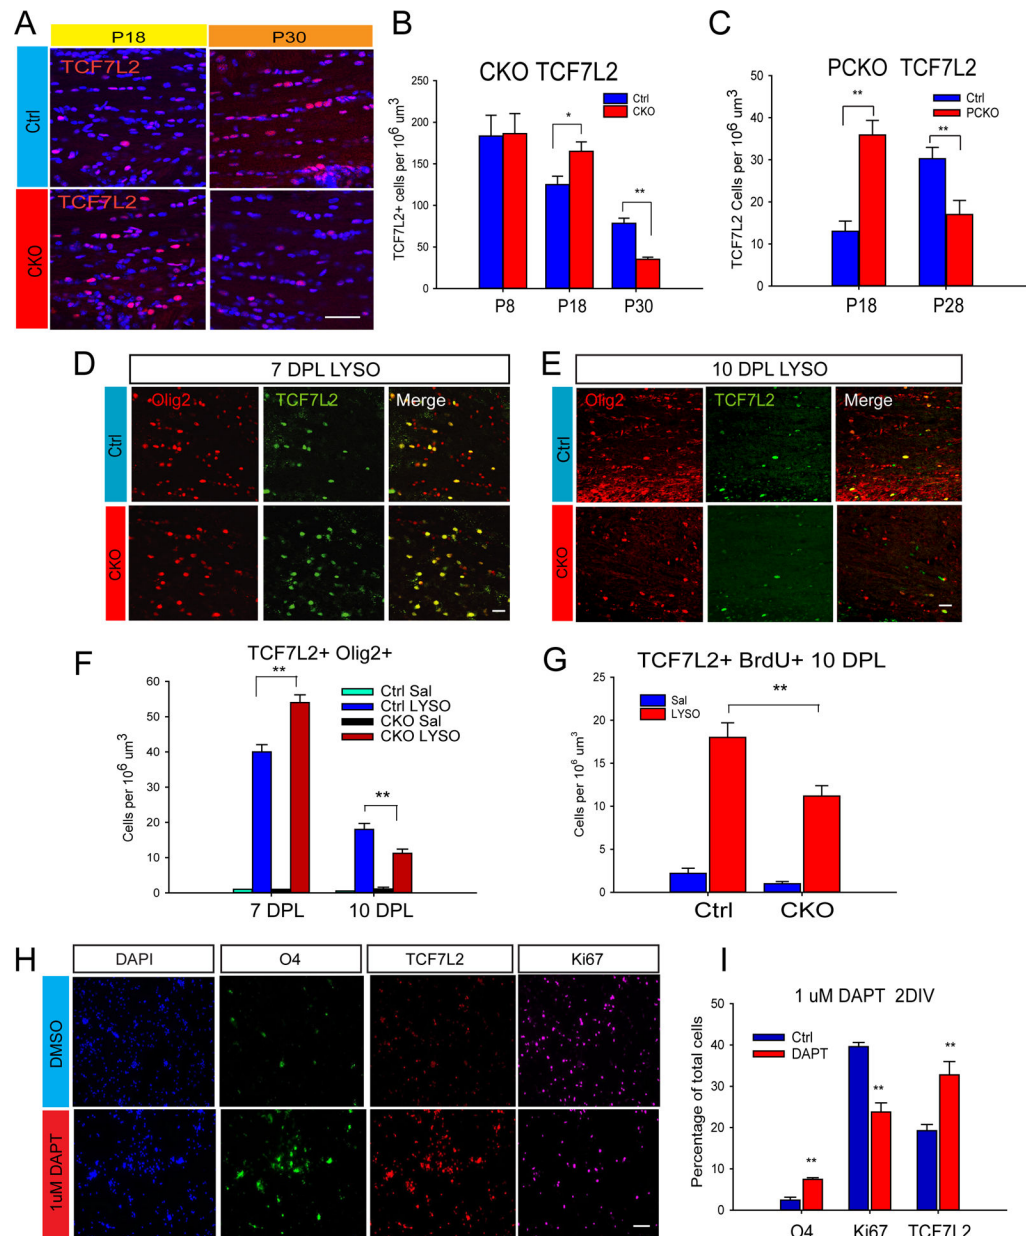 A
P18
P30
Ctrl
TCF7L2
CKO
TCF7L2
B
CKO TCF7L2
Ctrl
CKO
TCF7L2+ cells per 10⁶ um³
250
200
150
100
50
0
*
**
P8
P18
P30
C
PCKO TCF7L2
Ctrl
PCKO
TCF7L2 Cells per 10⁶ um³
50
40
30
20
10
0
**
**
P18
P28
D
7 DPL LYSO
Ctrl
Olig2
TCF7L2
Merge
CKO
E
10 DPL LYSO
Ctrl
Olig2
TCF7L2
Merge
CKO
F
TCF7L2+ Olig2+
Ctrl Sal
Ctrl LYSO
CKO Sal
CKO LYSO
Cells per 10⁶ um³
60
50
40
30
20
10
0
**
**
7 DPL
10 DPL
G
TCF7L2+ BrdU+ 10 DPL
Sal
LYSO
Cells per 10⁶ um³
25
20
15
10
5
0
**
Ctrl
CKO
H
DAPI
O4
TCF7L2
Ki67
DMSO
1uM DAPT
I
1 uM DAPT 2DIV
Ctrl
DAPT
Percentage of total cells
50
40
30
20
10
0
**
**
**
O4
Ki67
TCF7L2